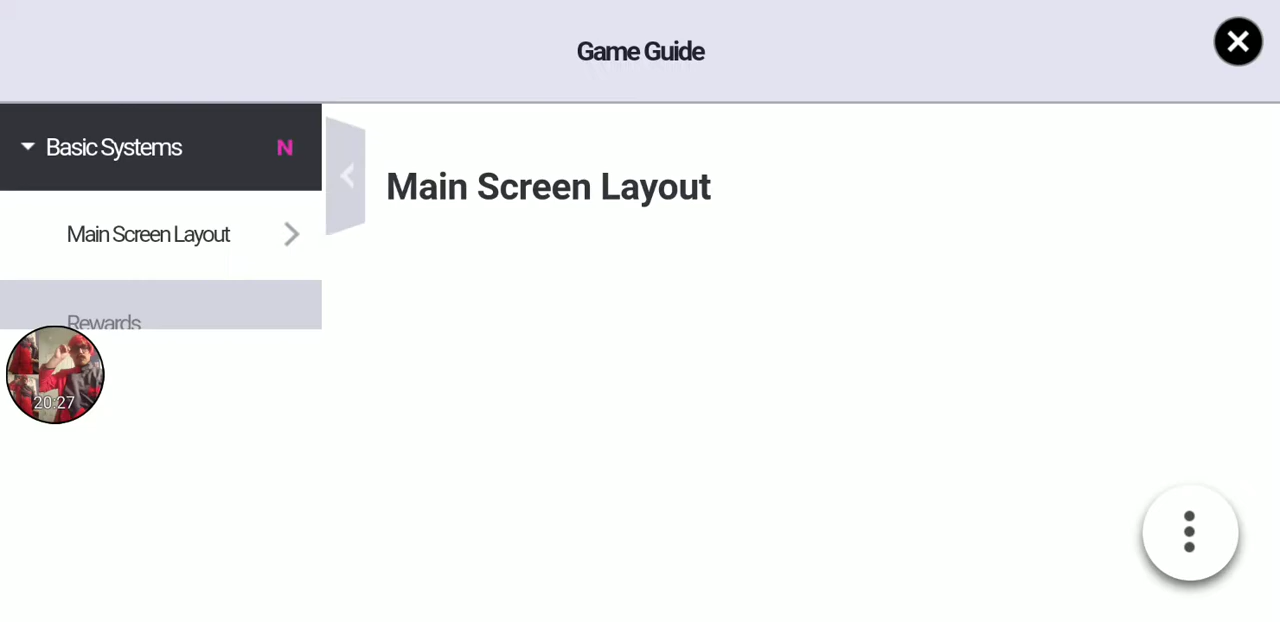 Game Guide
Basic Systems N
Main Screen Layout
Main Screen Layout
Rewards
20:27